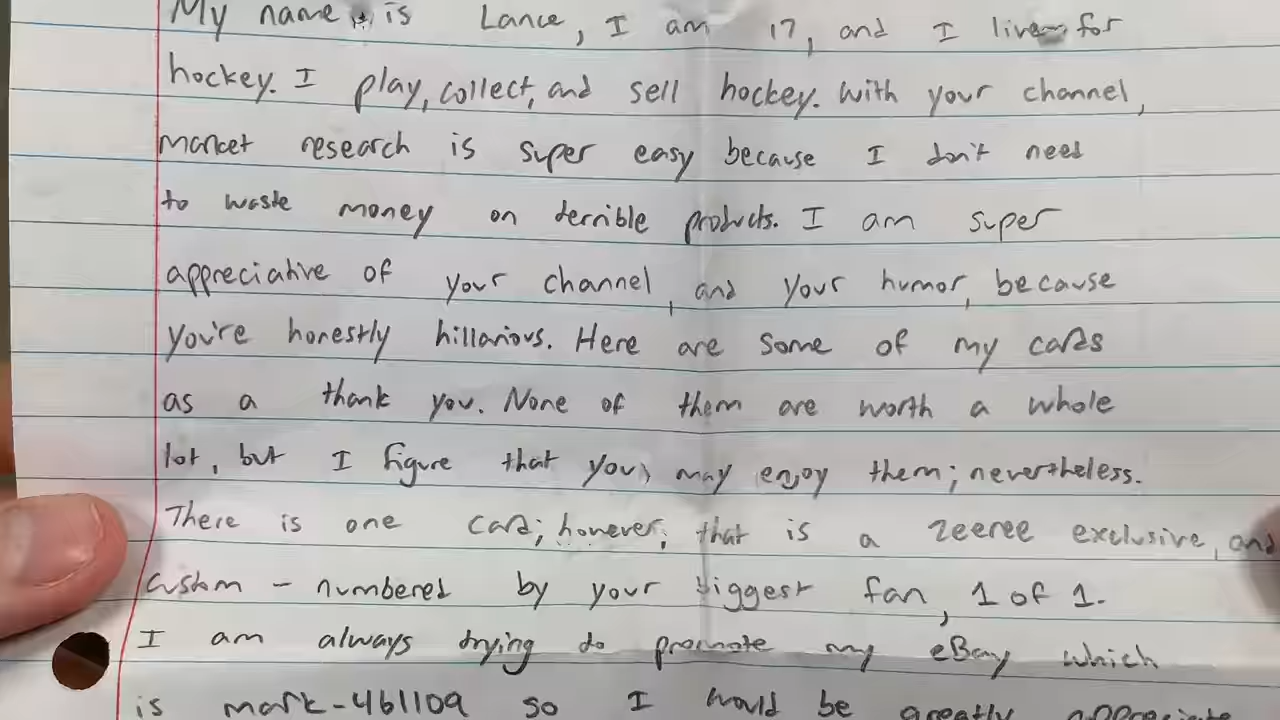 My name is Lance, I am 17, and I live for
hockey. I play, collect, and sell hockey. With your channel,
market research is super easy because I don't need
to waste money on terrible products. I am super
appreciative of your channel, and your humor, because
you're honestly hillarious. Here are some of my cards
as a thank you. None of them are worth a whole
lot, but I figure that you, may enjoy them; nevertheless.
There is one card; however, that is a zeeree exclusive, and
custom - numbered by your biggest fan, 1 of 1.
I am always trying to promote my eBay which
is mark-461109 so I would be greatly appreciate